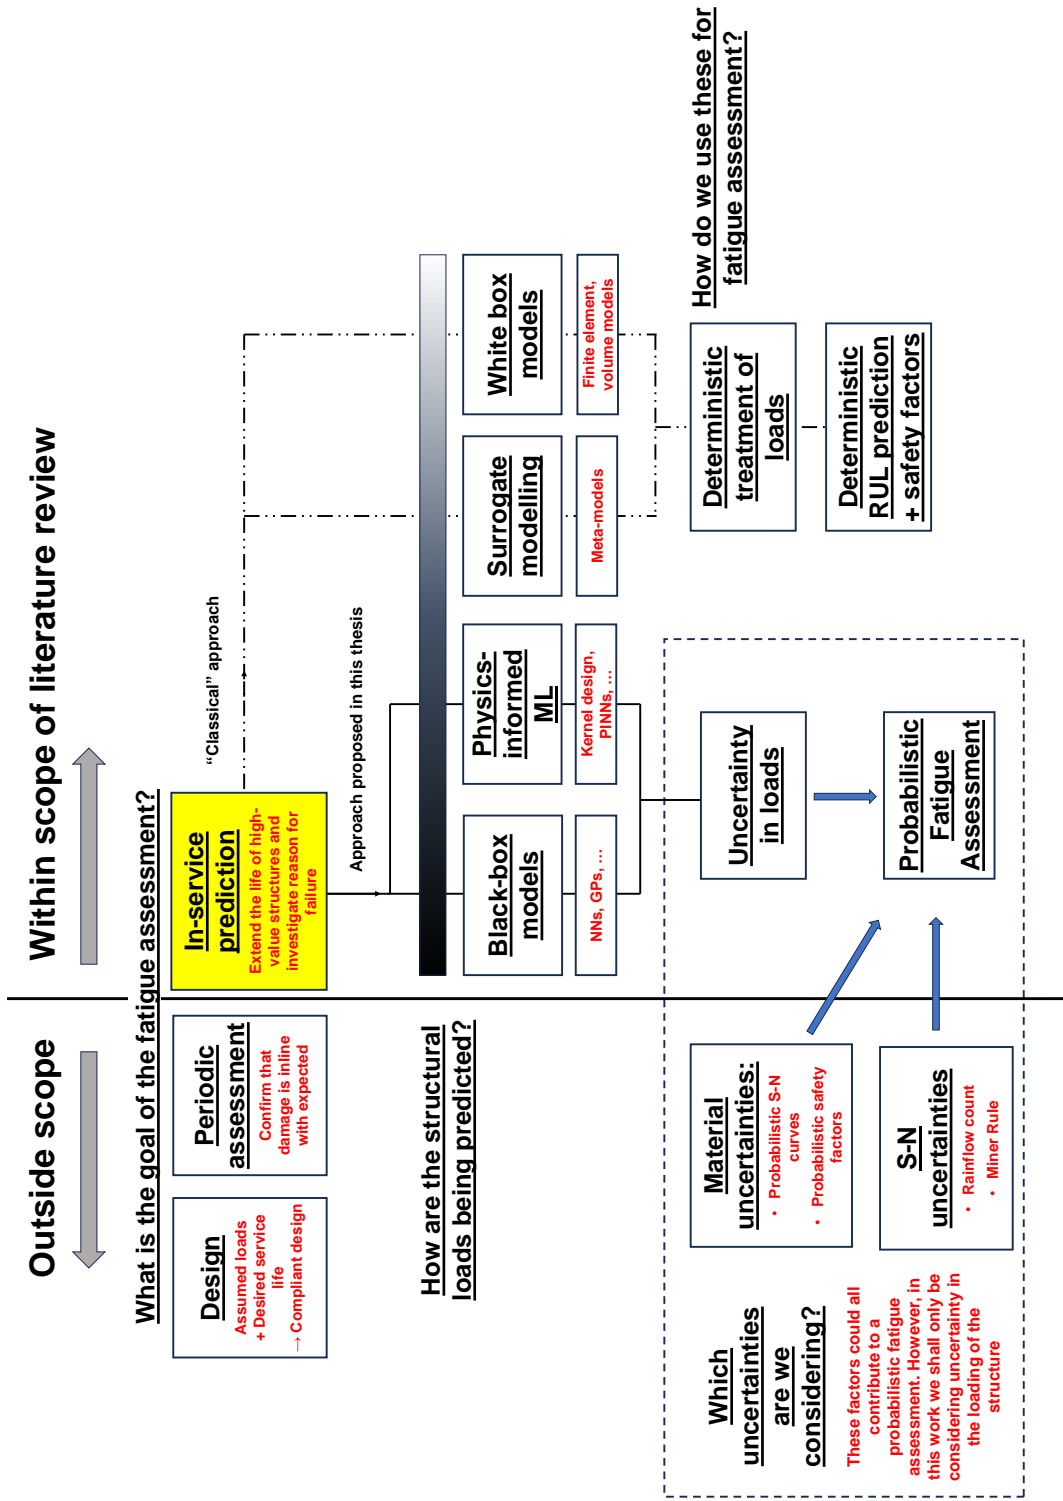 Outside scope
Within scope of literature review
What is the goal of the fatigue assessment?
Design
Assumed loads
+ Desired service
life
→ Compliant design
Periodic
assessment
Confirm that
damage is inline
with expected
In-service
prediction
Extend the life of high-
value structures and
investigate reason for
failure
“Classical” approach
Approach proposed in this thesis
How are the structural
loads being predicted?
Black-box
models
NNs, GPs, ...
Physics-
informed
ML
Kernel design,
PINNs, ...
Surrogate
modelling
Meta-models
White box
models
Finite element,
volume models
How do we use these for
fatigue assessment?
Which
uncertainties
are we
considering?
These factors could all
contribute to a
probabilistic fatigue
assessment. However, in
this work we shall only be
considering uncertainty in
the loading of the
structure
Material
uncertainties:
• Probabilistic S-N
curves
• Probabilistic safety
factors
S-N
uncertainties
• Rainflow count
• Miner Rule
Uncertainty
in loads
Probabilistic
Fatigue
Assessment
Deterministic
treatment of
loads
Deterministic
RUL prediction
+ safety factors